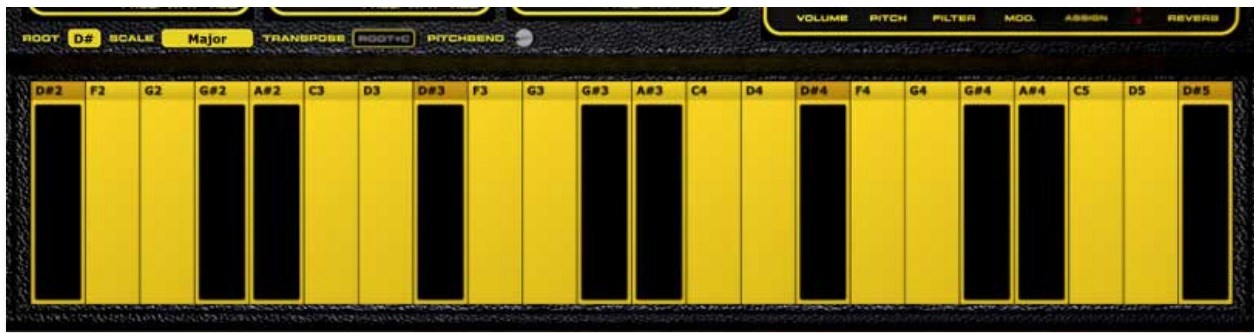 VOLUME PITCH FILTER MOD. ASSIGN REVERB
ROOT D# SCALE Major TRANSPOSE ROOT=C PITCHBEND
D#2 F2 G2 G#2 A#2 C3 D3 D#3 F3 G3 G#3 A#3 C4 D4 D#4 F4 G4 G#4 A#4 C5 D5 D#5